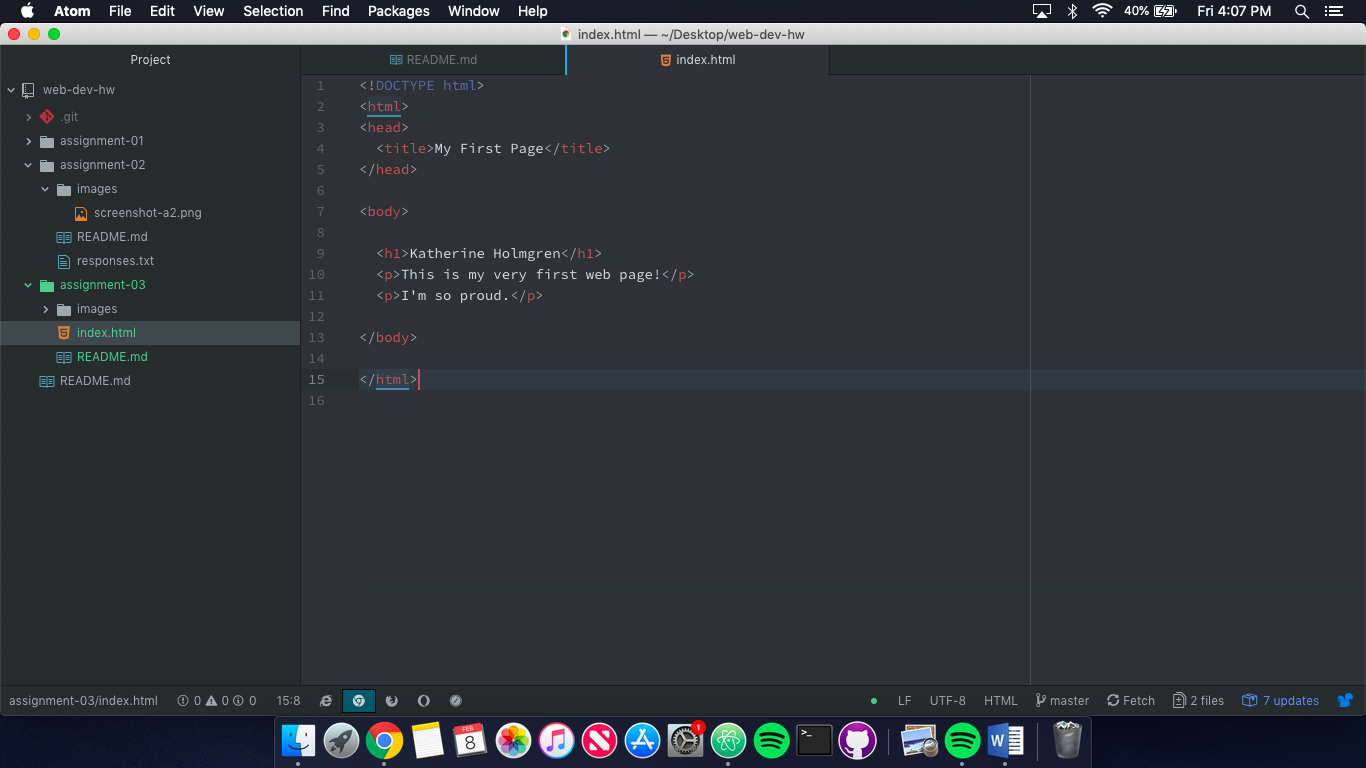 Atom File Edit View Selection Find Packages Window Help 40% Fri 4:07 PM
index.html — ~/Desktop/web-dev-hw
Project
README.md
index.html
web-dev-hw
.git
assignment-01
assignment-02
images
screenshot-a2.png
README.md
responses.txt
assignment-03
images
index.html
README.md
README.md
1 <!DOCTYPE html>
2 <html>
3 <head>
4 <title>My First Page</title>
5 </head>
6
7 <body>
8
9 <h1>Katherine Holmgren</h1>
10 <p>This is my very first web page!</p>
11 <p>I'm so proud.</p>
12
13 </body>
14
15 </html>
16
assignment-03/index.html 0 0 0 15:8 LF UTF-8 HTML master Fetch 2 files 7 updates
FEB
8
1
>_
W